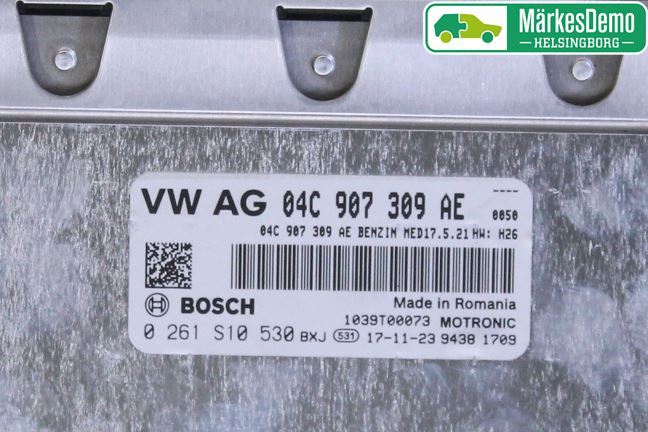 MärkesDemo
HELSINGBORG
----
VW AG 04C 907 309 AE 0050
04C 907 309 AE BENZIN MED17.5.21 HW: H26
BOSCH
Made in Romania
1039T00073 MOTRONIC
0 261 S10 530 BXJ 531 17-11-23 9438 1709